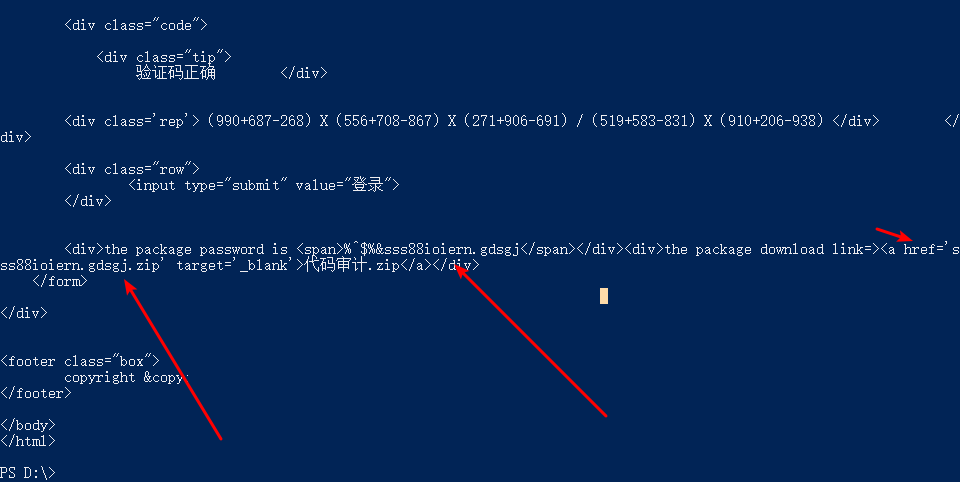 <div class="code">
<div class="tip">
验证码正确 </div>
<div class='rep'>(990+687-268)X(556+708-867)X(271+906-691)/(519+583-831)X(910+206-938)</div> </
div>
<div class="row">
<input type="submit" value="登录">
</div>
<div>the package password is <span>%^$%&sss88ioiern.gdsgj</span></div><div>the package download link=><a href='s
ss88ioiern.gdsgj.zip' target='_blank'>代码审计.zip</a></div>
</form>
</div>
<footer class="box">
copyright &copy;
</footer>
</body>
</html>
PS D:\>